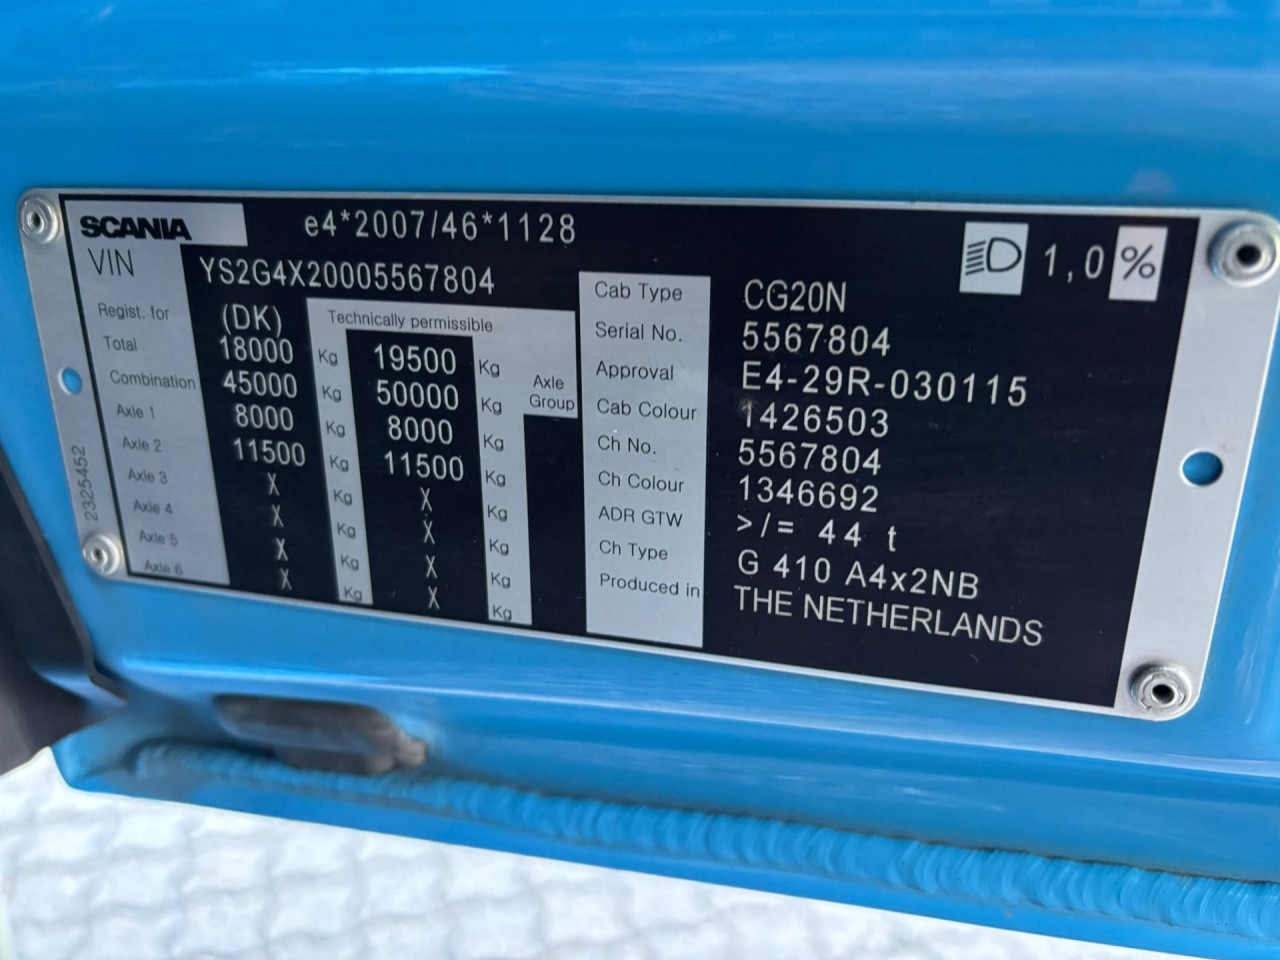 SCANIA e4*2007/46*1128 1,0 %
VIN YS2G4X20005567804
Regist. for (DK) Technically permissible
Total 18000 Kg 19500 Kg
Combination 45000 Kg 50000 Kg Axle Group
Axle 1 8000 Kg 8000 Kg
Axle 2 11500 Kg 11500 Kg
Axle 3 X Kg X Kg
Axle 4 X Kg X Kg
Axle 5 X Kg X Kg
Axle 6 X Kg X Kg
2325452
Cab Type CG20N
Serial No. 5567804
Approval E4-29R-030115
Cab Colour 1426503
Ch No. 5567804
Ch Colour 1346692
ADR GTW >/= 44 t
Ch Type G 410 A4x2NB
Produced in THE NETHERLANDS